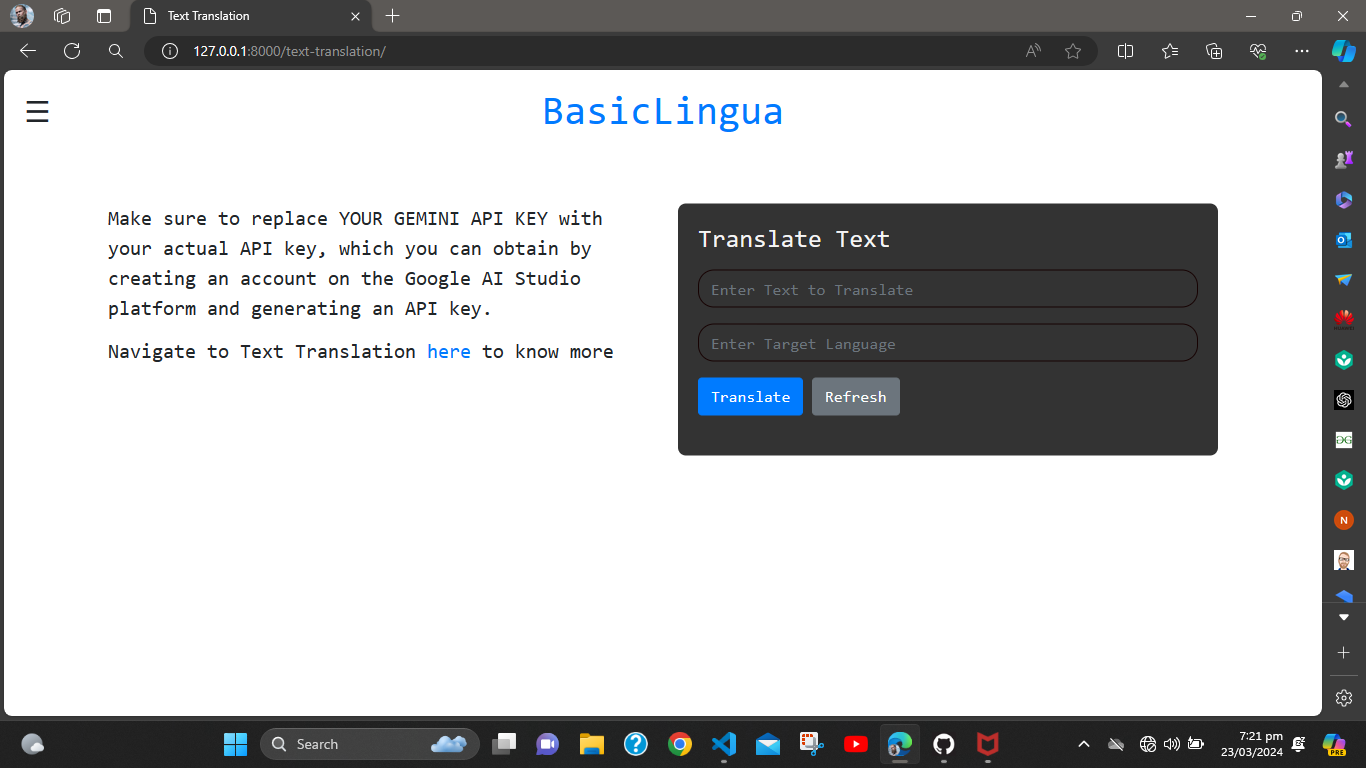 Text Translation
127.0.0.1:8000/text-translation/
BasicLingua
Make sure to replace YOUR GEMINI API KEY with
your actual API key, which you can obtain by
creating an account on the Google AI Studio
platform and generating an API key.
Navigate to Text Translation here to know more
Translate Text
Enter Text to Translate
Enter Target Language
Translate
Refresh
N
Search
7:21 pm
23/03/2024
PRE